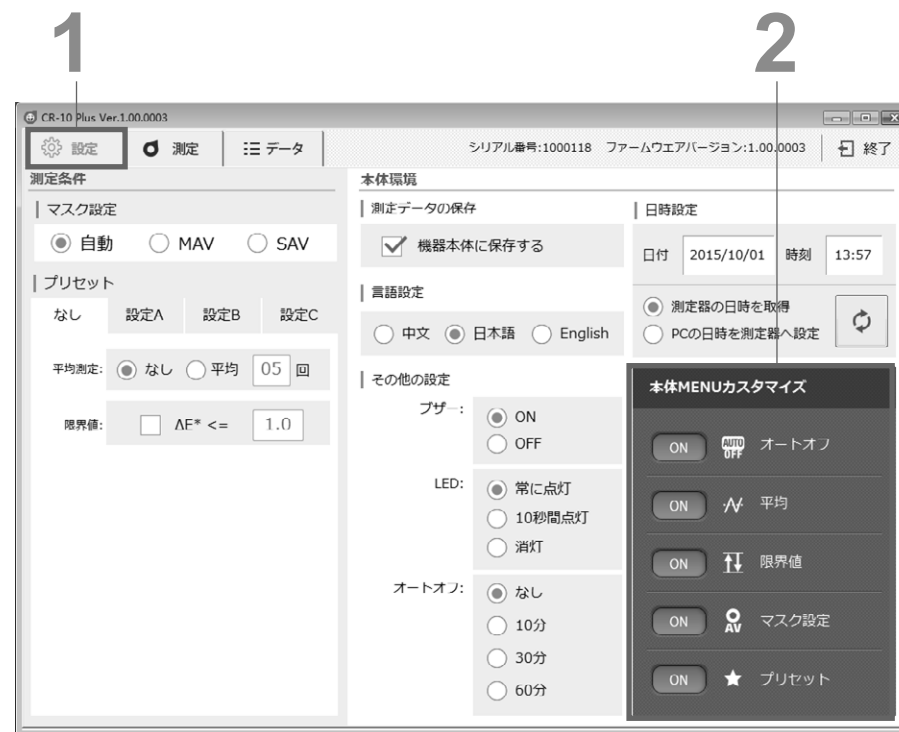 1
2
CR-10 Plus Ver.1.00.0003
設定
測定
データ
シリアル番号:1000118 ファームウエアバージョン:1.00.0003
終了
測定条件
マスク設定
自動 MAV SAV
プリセット
なし 設定A 設定B 設定C
平均測定: なし 平均 05 回
限界値: ΔE* <= 1.0
本体環境
測定データの保存
機器本体に保存する
言語設定
中文 日本語 English
その他の設定
ブザー: ON
OFF
LED: 常に点灯
10秒間点灯
消灯
オートオフ: なし
10分
30分
60分
日時設定
日付 2015/10/01 時刻 13:57
測定器の日時を取得
PCの日時を測定器へ設定
本体MENUカスタマイズ
ON AUTO OFF オートオフ
ON 平均
ON 限界値
ON AV マスク設定
ON プリセット